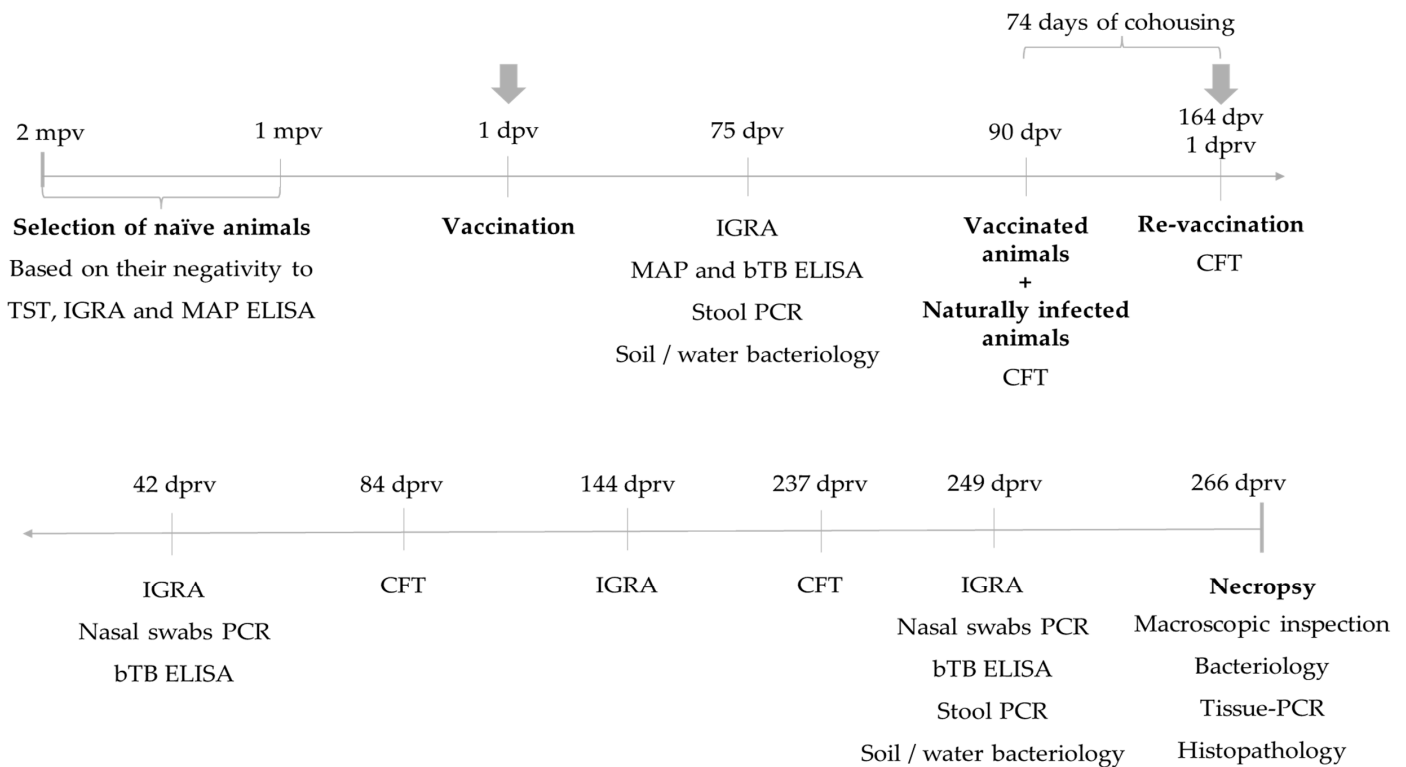 74 days of cohousing
2 mpv
1 mpv
1 dpv
75 dpv
90 dpv
164 dpv
1 dprv
Selection of naïve animals
Based on their negativity to
TST, IGRA and MAP ELISA
Vaccination
IGRA
MAP and bTB ELISA
Stool PCR
Soil / water bacteriology
Vaccinated
animals
+
Naturally infected
animals
CFT
Re-vaccination
CFT
42 dprv
84 dprv
144 dprv
237 dprv
249 dprv
266 dprv
IGRA
Nasal swabs PCR
bTB ELISA
CFT
IGRA
CFT
IGRA
Nasal swabs PCR
bTB ELISA
Stool PCR
Soil / water bacteriology
Necropsy
Macroscopic inspection
Bacteriology
Tissue-PCR
Histopathology